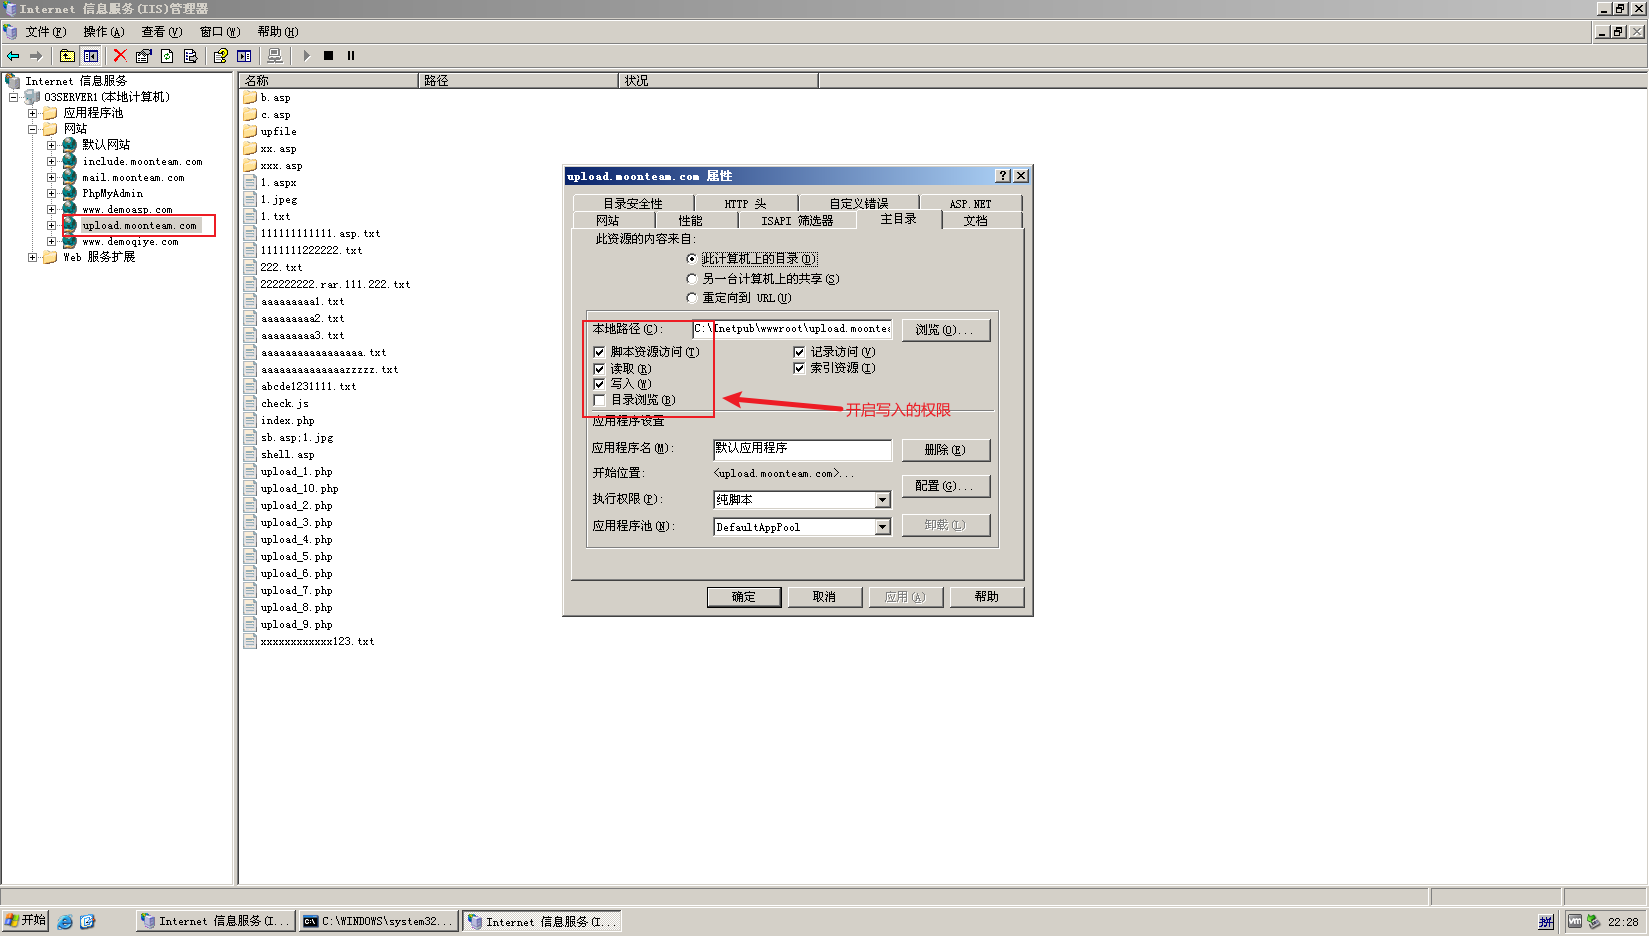 Internet 信息服务(IIS)管理器
文件(F) 操作(A) 查看(V) 窗口(W) 帮助(H)
Internet 信息服务
03SERVER1(本地计算机)
应用程序池
网站
默认网站
include.moonteam.com
mail.moonteam.com
PhpMyAdmin
www.demoasp.com
upload.moonteam.com
www.demoqiye.com
Web 服务扩展
名称 路径 状况
b.asp
c.asp
upfile
xx.asp
xxx.asp
1.aspx
1.jpeg
1.txt
111111111111.asp.txt
1111111222222.txt
222.txt
222222222.rar.111.222.txt
aaaaaaaaa1.txt
aaaaaaaaa2.txt
aaaaaaaaa3.txt
aaaaaaaaaaaaaaaaa.txt
aaaaaaaaaaaaaazzzzz.txt
abcde1231111.txt
check.js
index.php
sb.asp;1.jpg
shell.asp
upload_1.php
upload_10.php
upload_2.php
upload_3.php
upload_4.php
upload_5.php
upload_6.php
upload_7.php
upload_8.php
upload_9.php
xxxxxxxxxxxx123.txt
upload.moonteam.com 属性
目录安全性 HTTP 头 自定义错误 ASP.NET
网站 性能 ISAPI 筛选器 主目录 文档
此资源的内容来自:
此计算机上的目录(D)
另一台计算机上的共享(S)
重定向到 URL(U)
本地路径(C): C:\Inetpub\wwwroot\upload.moontea 浏览(O)...
脚本资源访问(T) 记录访问(V)
读取(R) 索引资源(I)
写入(W)
目录浏览(B)
开启写入的权限
应用程序设置
应用程序名(M): 默认应用程序 删除(E)
开始位置: <upload.moonteam.com>...
配置(G)...
执行权限(P): 纯脚本
应用程序池(N): DefaultAppPool 卸载(L)
确定 取消 应用(A) 帮助
开始 Internet 信息服务(I... C:\WINDOWS\system32... Internet 信息服务(I... 拼 vm 22:28